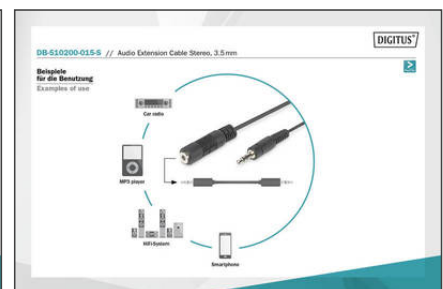 DIGITUS®
DB-510200-015-S // Audio Extension Cable Stereo, 3.5 mm
Beispiele
für die Benutzung
Examples of use
Car radio
MP3 player
HiFi-System
Smartphone